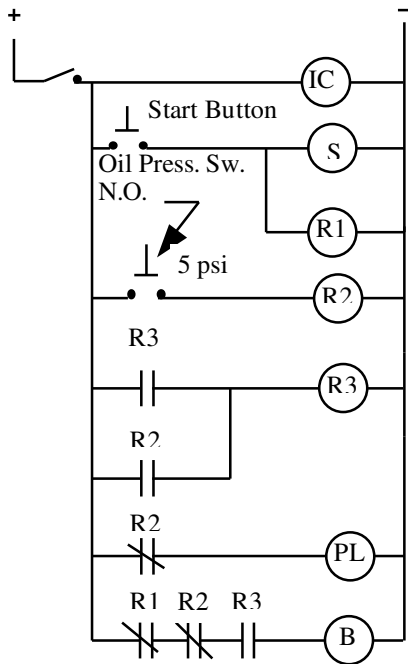 + −
IC
Start Button
S
Oil Press. Sw.
N.O.
R1
5 psi
R2
R3
R3
R2
R2
PL
R1 R2 R3
B